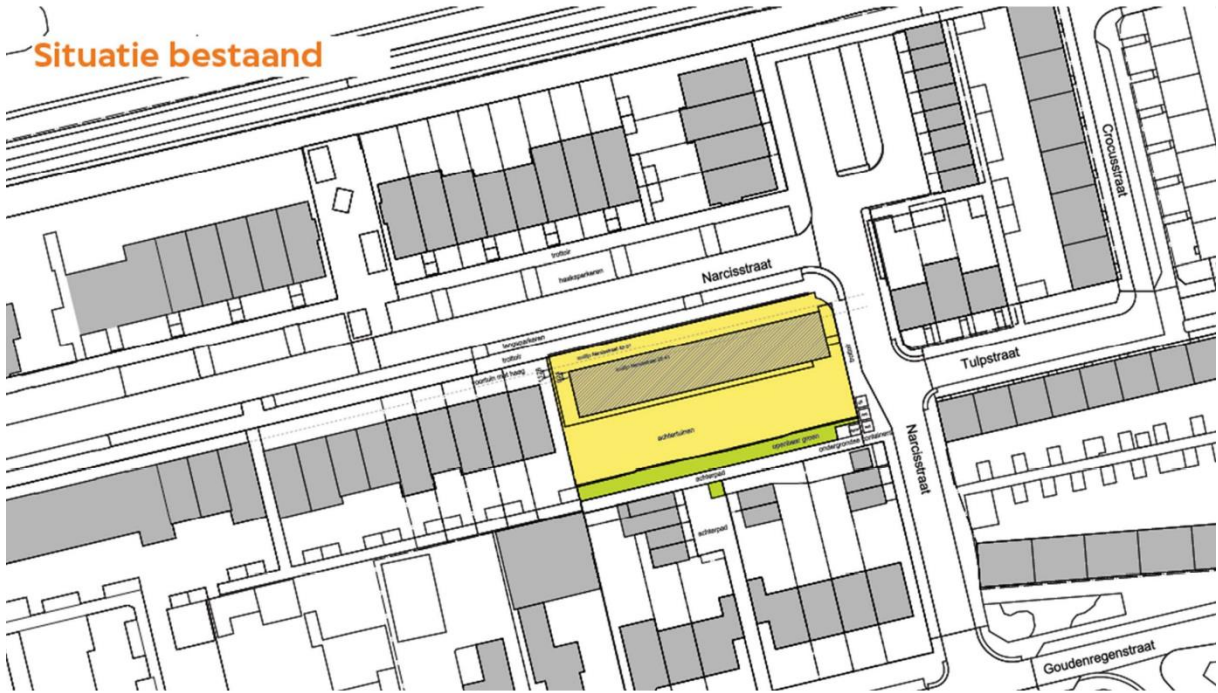 Situatie bestaand
Crocusstraat
trottoir
haaksparkeren
Narcisstraat
langsparkeren
trottoir
voortuin met haag
trottoir
Tulpstraat
achtertuinen
openbaar groen
ondergrondse containers
achterpad
achterpad
Narcisstraat
Goudenregenstraat